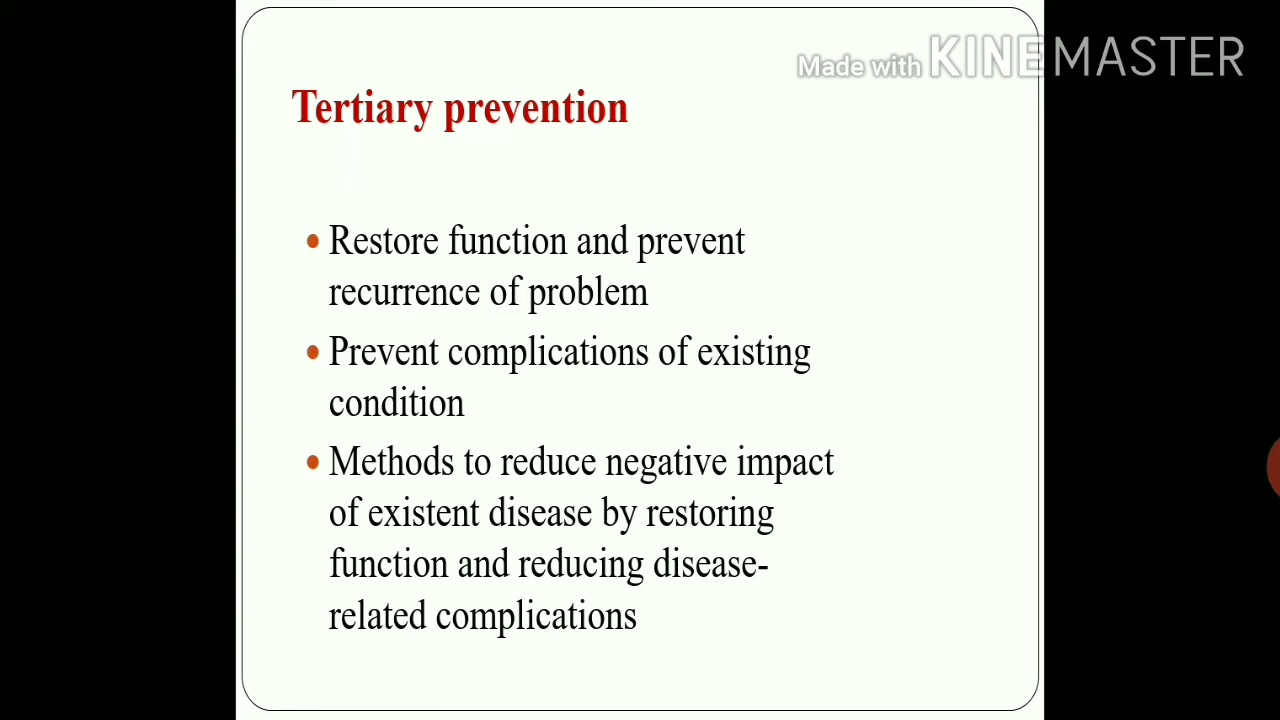 Made with KINEMASTER
Tertiary prevention
• Restore function and prevent
recurrence of problem
• Prevent complications of existing
condition
• Methods to reduce negative impact
of existent disease by restoring
function and reducing disease-
related complications